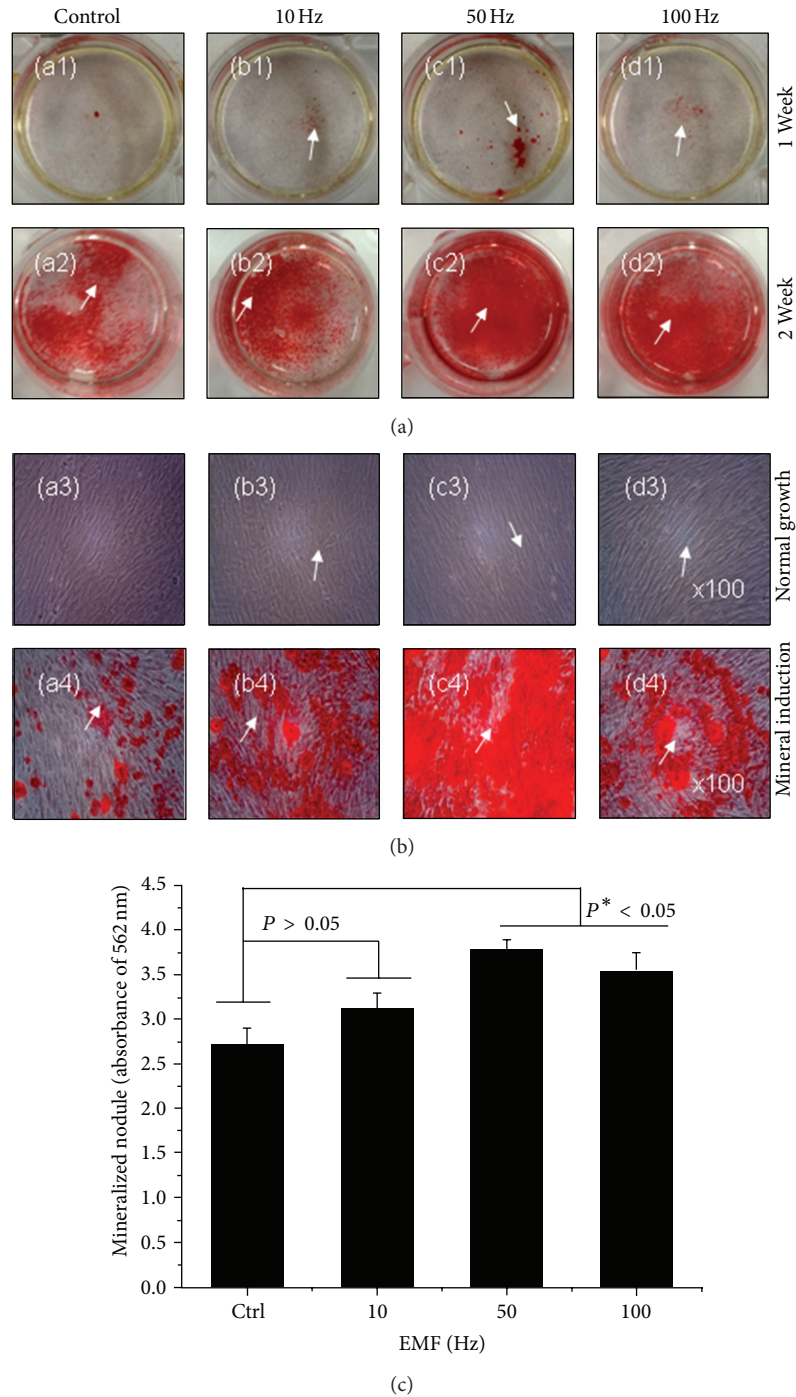 Control 10 Hz 50 Hz 100 Hz
(a1) (b1) (c1) (d1)
1 Week
(a2) (b2) (c2) (d2)
2 Week
(a)
(a3) (b3) (c3) (d3)
x100
Normal growth
(a4) (b4) (c4) (d4)
x100
Mineral induction
(b)
Mineralized nodule (absorbance of 562 nm)
4.5
4.0
3.5
3.0
2.5
2.0
1.5
1.0
0.5
0.0
P > 0.05
P* < 0.05
Ctrl 10 50 100
EMF (Hz)
(c)